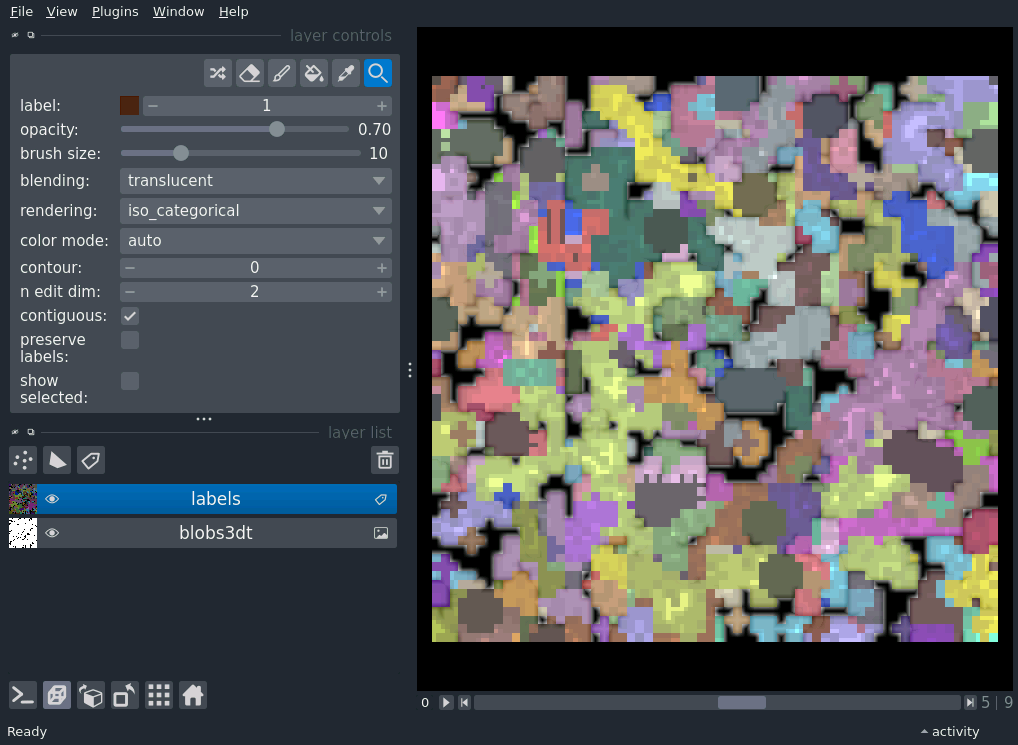 File View Plugins Window Help
layer controls
label: 1
opacity: 0.70
brush size: 10
blending: translucent
rendering: iso_categorical
color mode: auto
contour: 0
n edit dim: 2
contiguous:
preserve
labels:
show
selected:
layer list
labels
blobs3dt
0 5 | 9
Ready activity